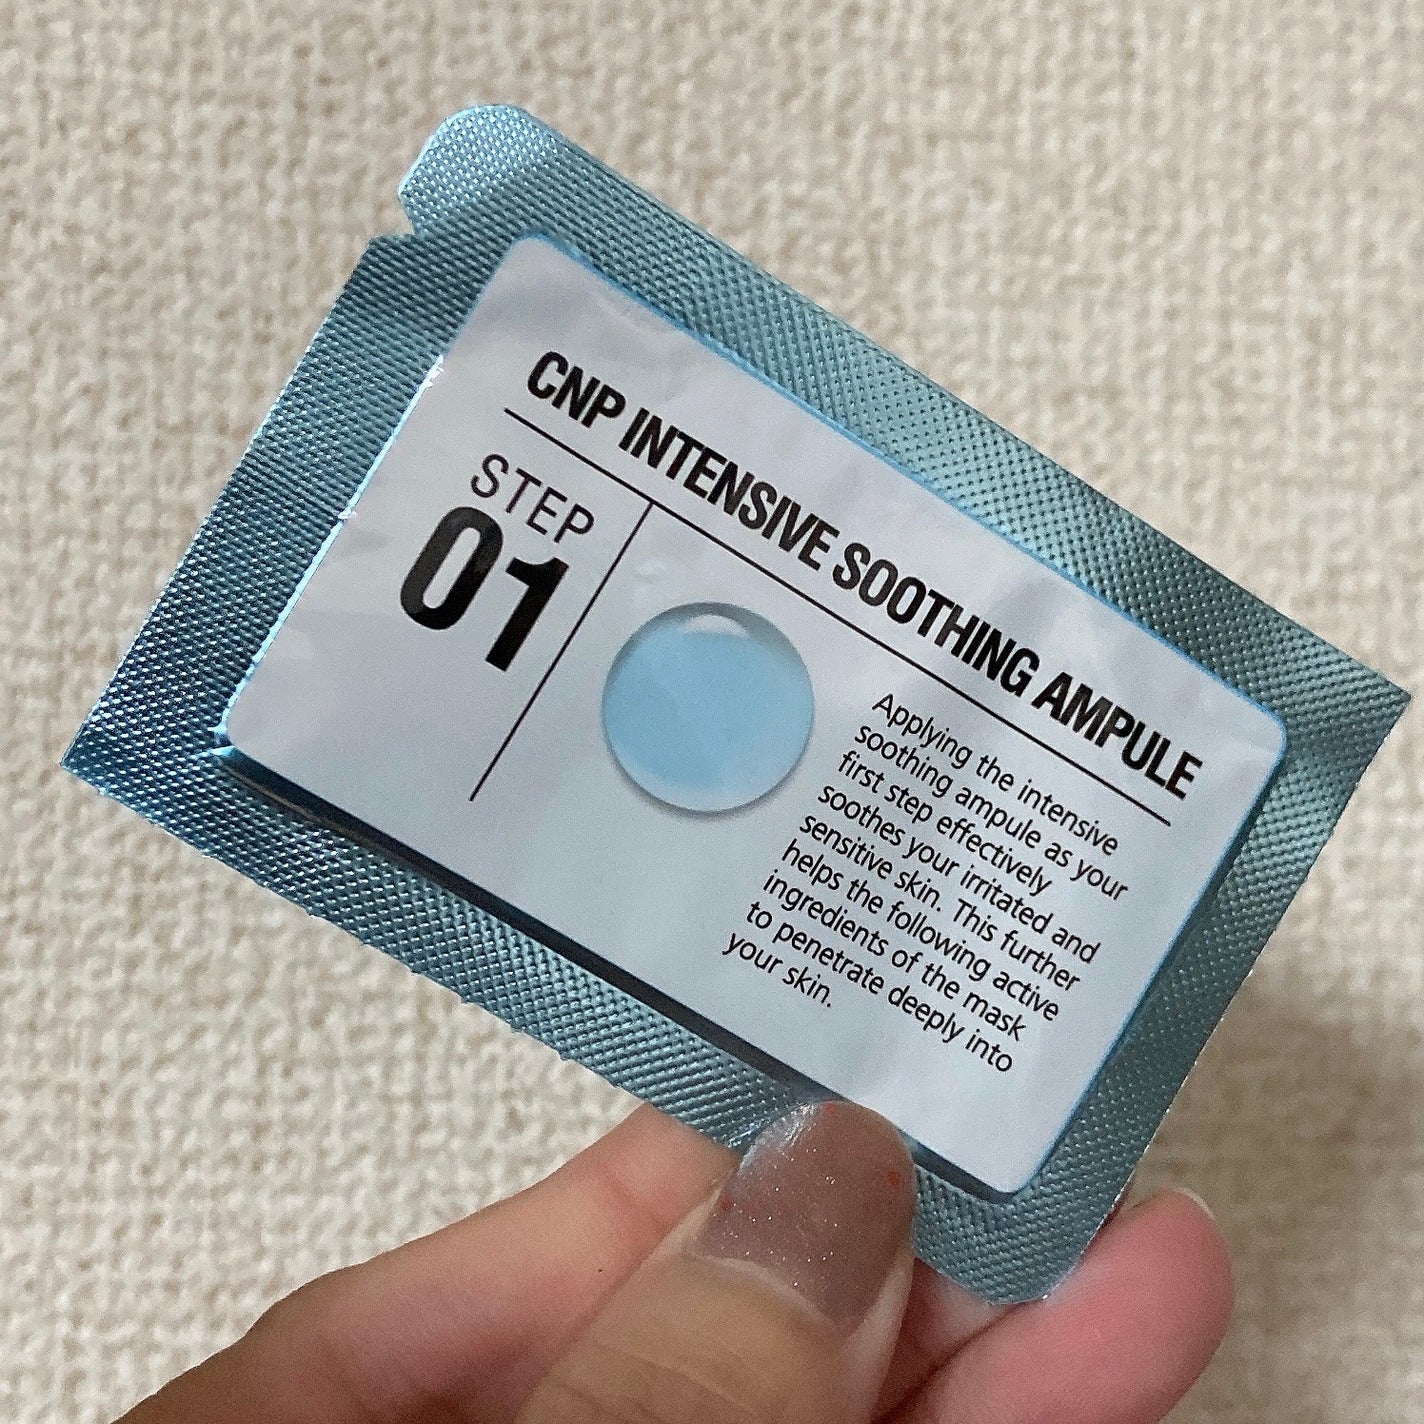 CNP INTENSIVE SOOTHING AMPULE
STEP
01
Applying the intensive
soothing ampule as your
first step effectively
soothes your irritated and
sensitive skin. This further
helps the following active
ingredients of the mask
to penetrate deeply into
your skin.